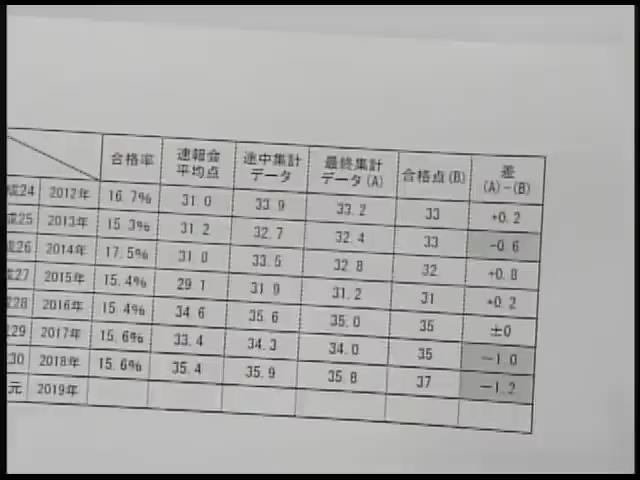 合格率 速報会平均点 途中集計データ 最終集計データ(A) 合格点(B) 差(A)-(B)
成24 2012年 16.7% 31.0 33.9 33.2 33 +0.2
成25 2013年 15.3% 31.2 32.7 32.4 33 -0.6
成26 2014年 17.5% 31.0 33.5 32.8 32 +0.8
成27 2015年 15.4% 29.1 31.9 31.2 31 +0.2
28 2016年 15.4% 34.6 35.6 35.0 35 ±0
29 2017年 15.6% 33.4 34.3 34.0 35 -1.0
30 2018年 15.6% 35.4 35.9 35.8 37 -1.2
元 2019年